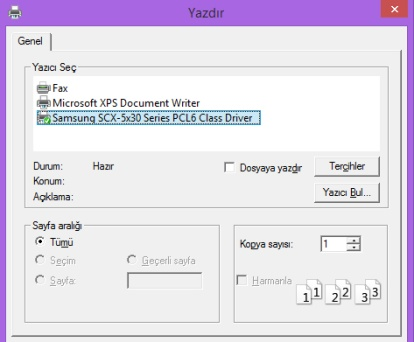 Yazdır
Genel
Yazıcı Seç
Fax
Microsoft XPS Document Writer
Samsung SCX-5x30 Series PCL6 Class Driver
Durum: Hazır
Dosyaya yazdır
Tercihler
Konum:
Açıklama:
Yazıcı Bul...
Sayfa aralığı
Tümü
Seçim
Geçerli sayfa
Sayfa:
Kopya sayısı: 1
Harmanla
1 1 2 2 3 3